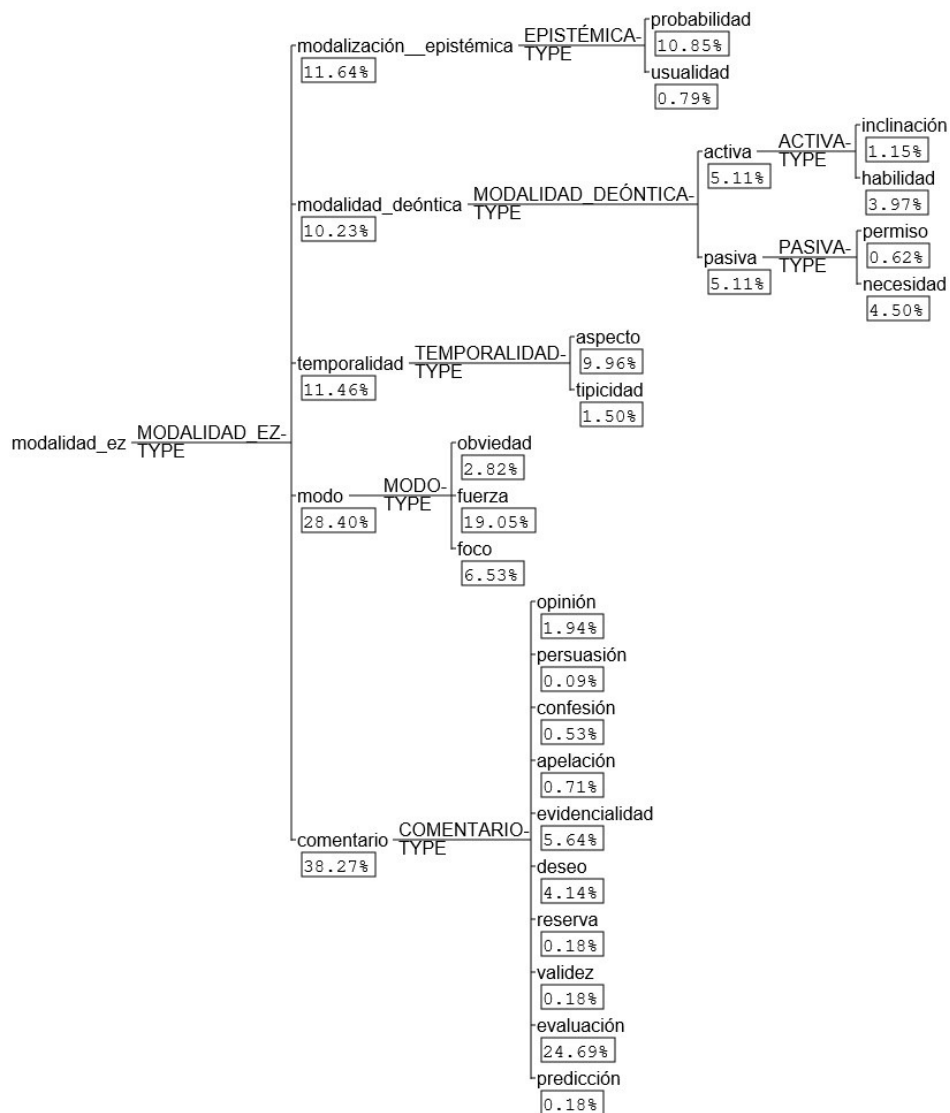 modalidad_ez
MODALIDAD_EZ-
TYPE
modalización__epistémica
11.64%
EPISTÉMICA-
TYPE
probabilidad
10.85%
usualidad
0.79%
modalidad_deóntica
10.23%
MODALIDAD_DEÓNTICA-
TYPE
activa
5.11%
ACTIVA-
TYPE
inclinación
1.15%
habilidad
3.97%
pasiva
5.11%
PASIVA-
TYPE
permiso
0.62%
necesidad
4.50%
temporalidad
11.46%
TEMPORALIDAD-
TYPE
aspecto
9.96%
tipicidad
1.50%
modo
28.40%
MODO-
TYPE
obviedad
2.82%
fuerza
19.05%
foco
6.53%
comentario
38.27%
COMENTARIO-
TYPE
opinión
1.94%
persuasión
0.09%
confesión
0.53%
apelación
0.71%
evidencialidad
5.64%
deseo
4.14%
reserva
0.18%
validez
0.18%
evaluación
24.69%
predicción
0.18%